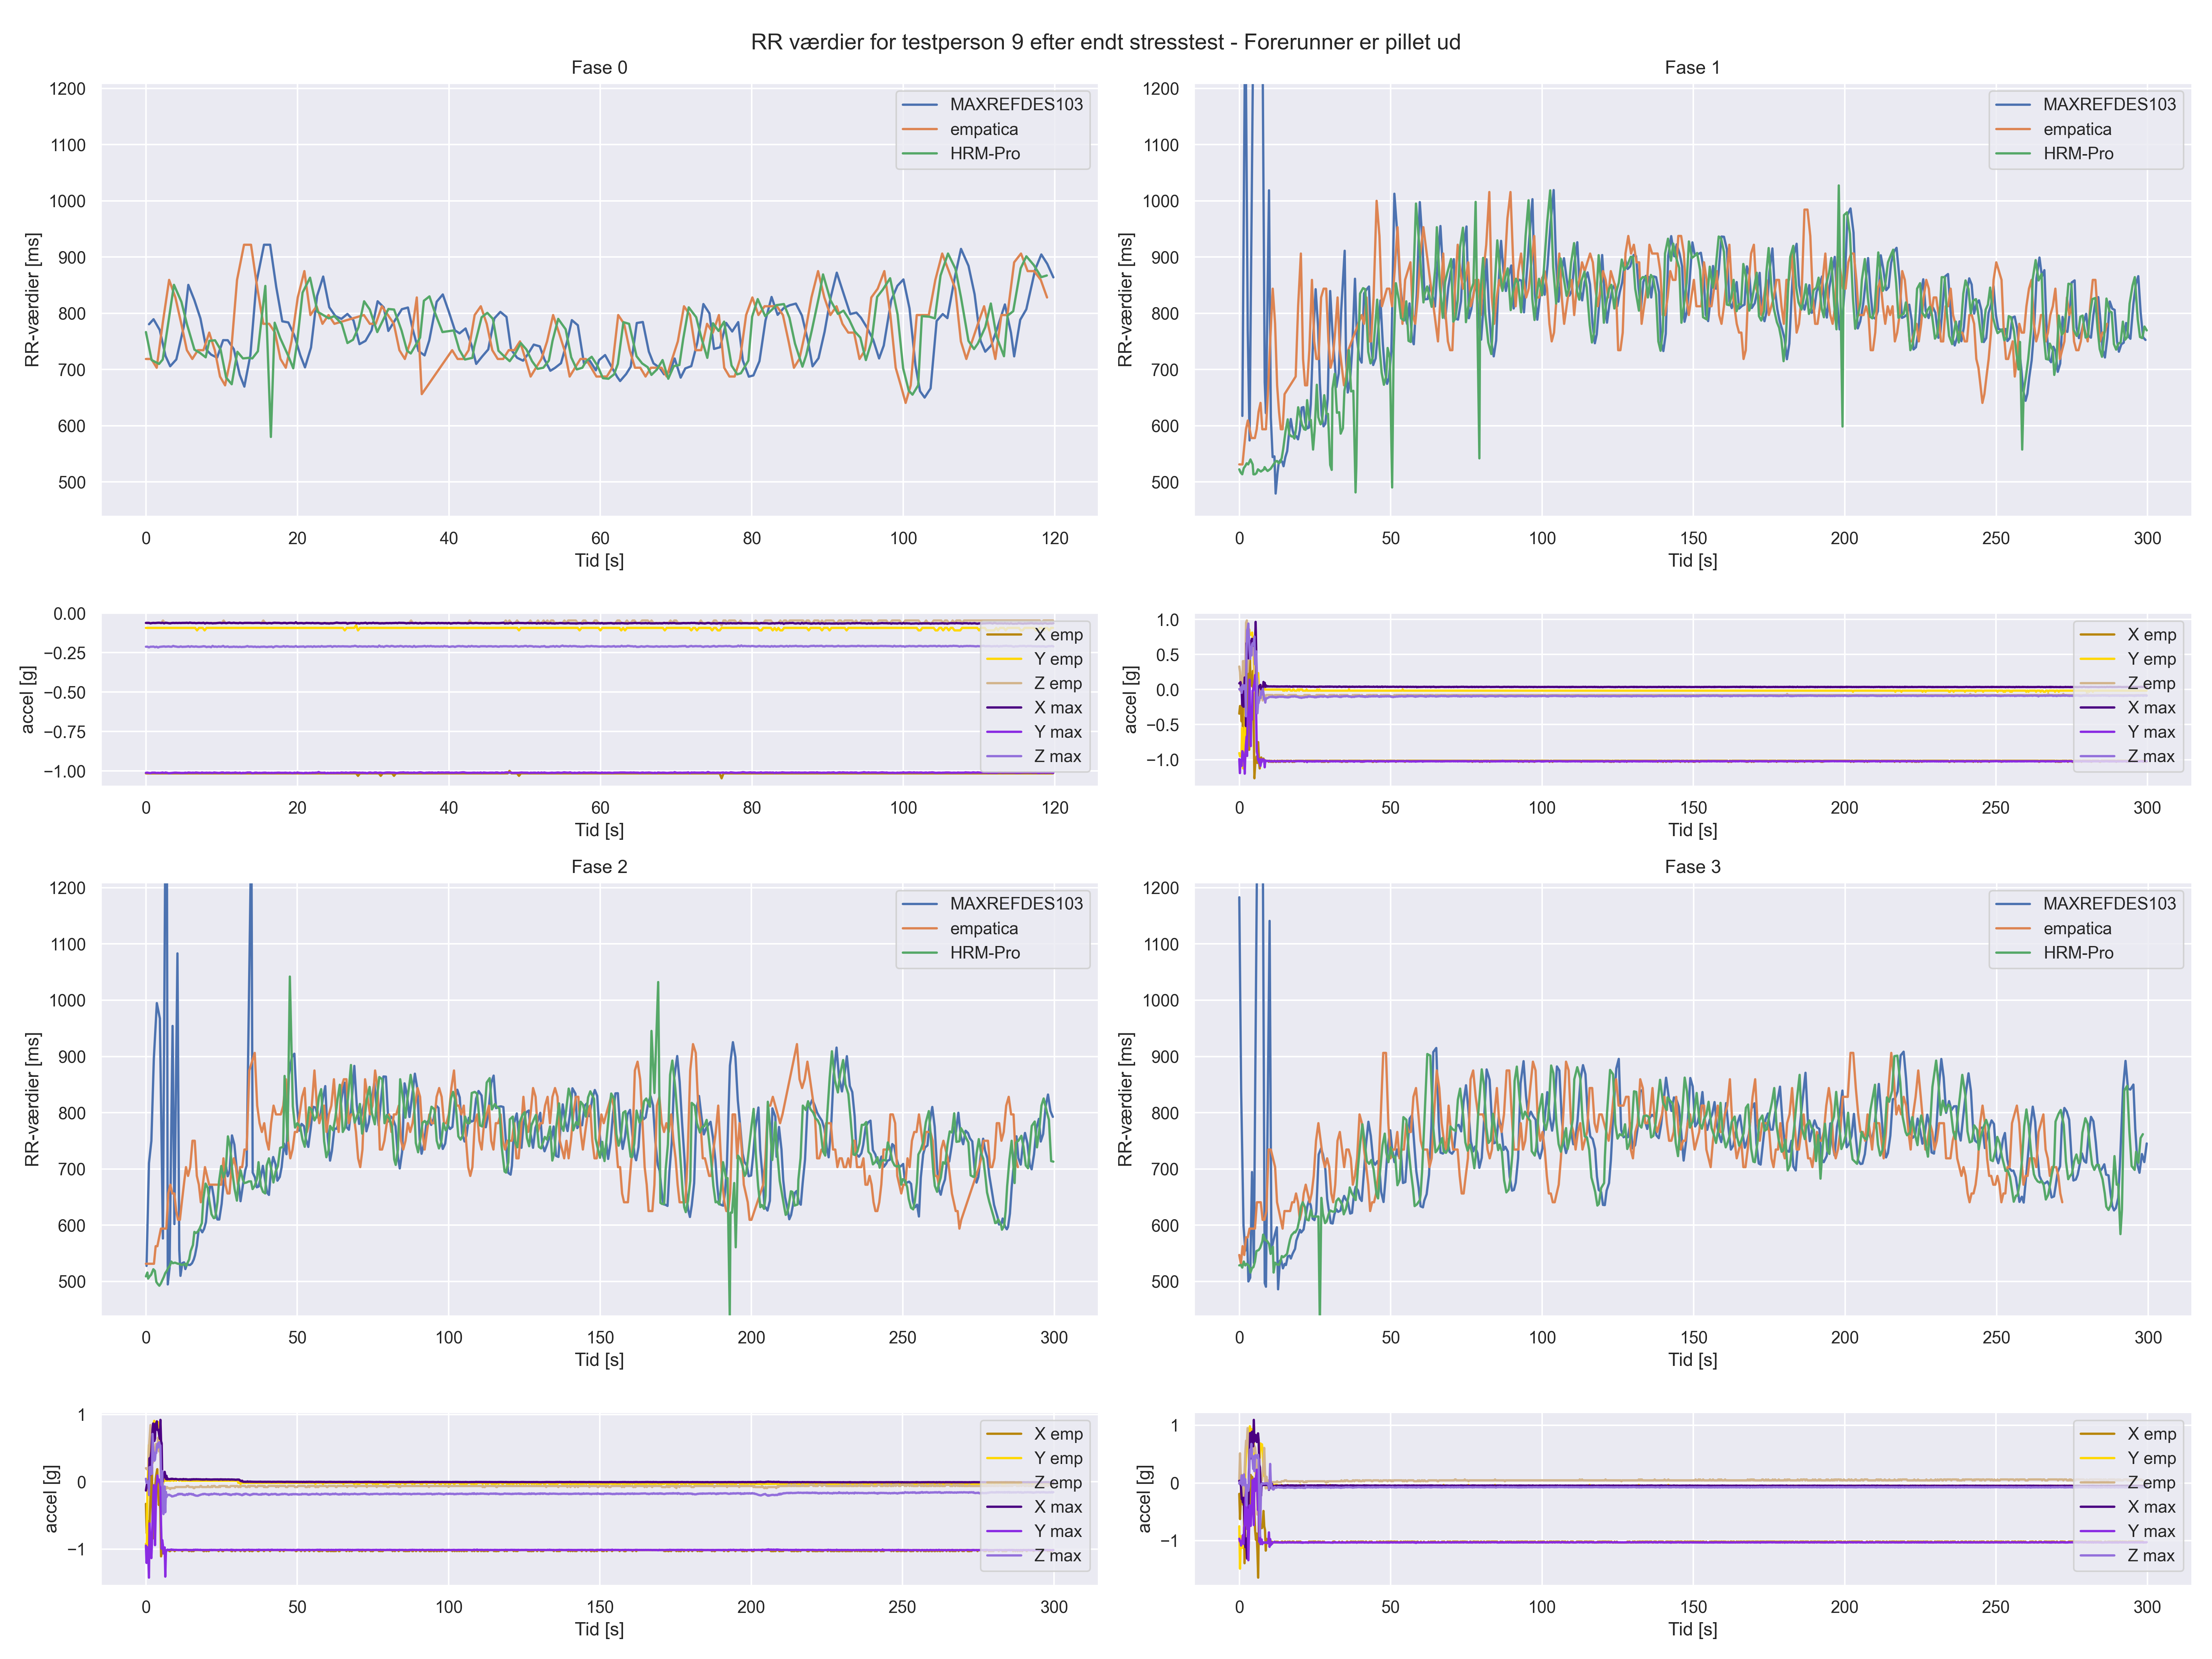 RR værdier for testperson 9 efter endt stresstest - Forerunner er pillet ud
Fase 0
1200
1100
1000
900
800
700
600
500
RR-værdier [ms]
MAXREFDES103
empatica
HRM-Pro
0 20 40 60 80 100 120
Tid [s]
Fase 1
1200
1100
1000
900
800
700
600
500
RR-værdier [ms]
MAXREFDES103
empatica
HRM-Pro
0 50 100 150 200 250 300
Tid [s]
0.00
−0.25
−0.50
−0.75
−1.00
accel [g]
X emp
Y emp
Z emp
X max
Y max
Z max
0 20 40 60 80 100 120
Tid [s]
1.0
0.5
0.0
−0.5
−1.0
accel [g]
X emp
Y emp
Z emp
X max
Y max
Z max
0 50 100 150 200 250 300
Tid [s]
Fase 2
1200
1100
1000
900
800
700
600
500
RR-værdier [ms]
MAXREFDES103
empatica
HRM-Pro
0 50 100 150 200 250 300
Tid [s]
Fase 3
1200
1100
1000
900
800
700
600
500
RR-værdier [ms]
MAXREFDES103
empatica
HRM-Pro
0 50 100 150 200 250 300
Tid [s]
1
0
−1
accel [g]
X emp
Y emp
Z emp
X max
Y max
Z max
0 50 100 150 200 250 300
Tid [s]
1
0
−1
accel [g]
X emp
Y emp
Z emp
X max
Y max
Z max
0 50 100 150 200 250 300
Tid [s]